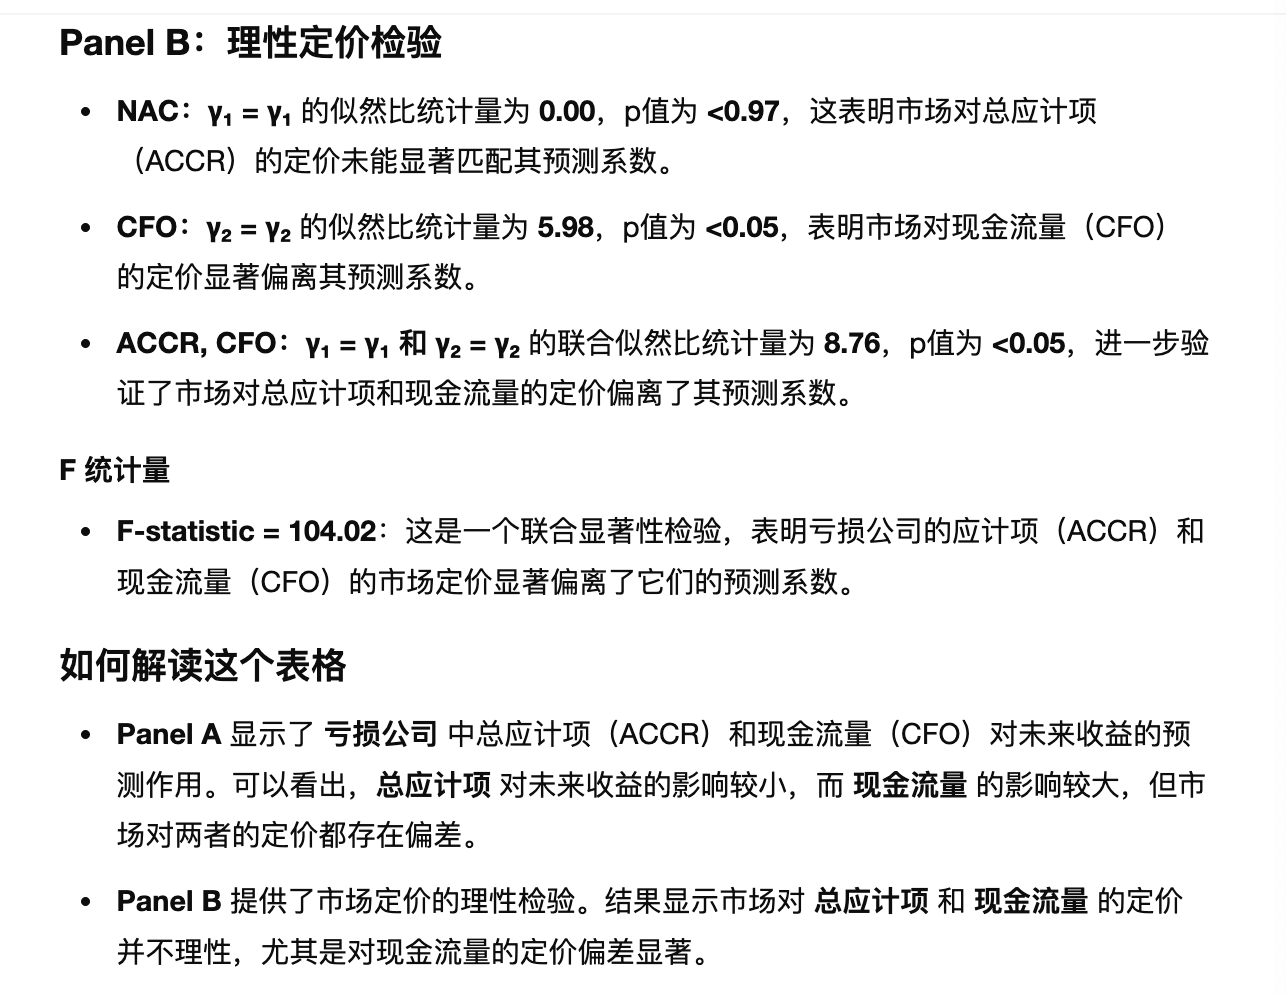 Panel B：理性定价检验
• NAC：γ₁ = γ₁ 的似然比统计量为 0.00，p值为 <0.97，这表明市场对总应计项
（ACCR）的定价未能显著匹配其预测系数。
• CFO：γ₂ = γ₂ 的似然比统计量为 5.98，p值为 <0.05，表明市场对现金流量（CFO）
的定价显著偏离其预测系数。
• ACCR, CFO：γ₁ = γ₁ 和 γ₂ = γ₂ 的联合似然比统计量为 8.76，p值为 <0.05，进一步验
证了市场对总应计项和现金流量的定价偏离了其预测系数。
F 统计量
• F-statistic = 104.02：这是一个联合显著性检验，表明亏损公司的应计项（ACCR）和
现金流量（CFO）的市场定价显著偏离了它们的预测系数。
如何解读这个表格
• Panel A 显示了 亏损公司 中总应计项（ACCR）和现金流量（CFO）对未来收益的预
测作用。可以看出，总应计项 对未来收益的影响较小，而 现金流量 的影响较大，但市
场对两者的定价都存在偏差。
• Panel B 提供了市场定价的理性检验。结果显示市场对 总应计项 和 现金流量 的定价
并不理性，尤其是对现金流量的定价偏差显著。